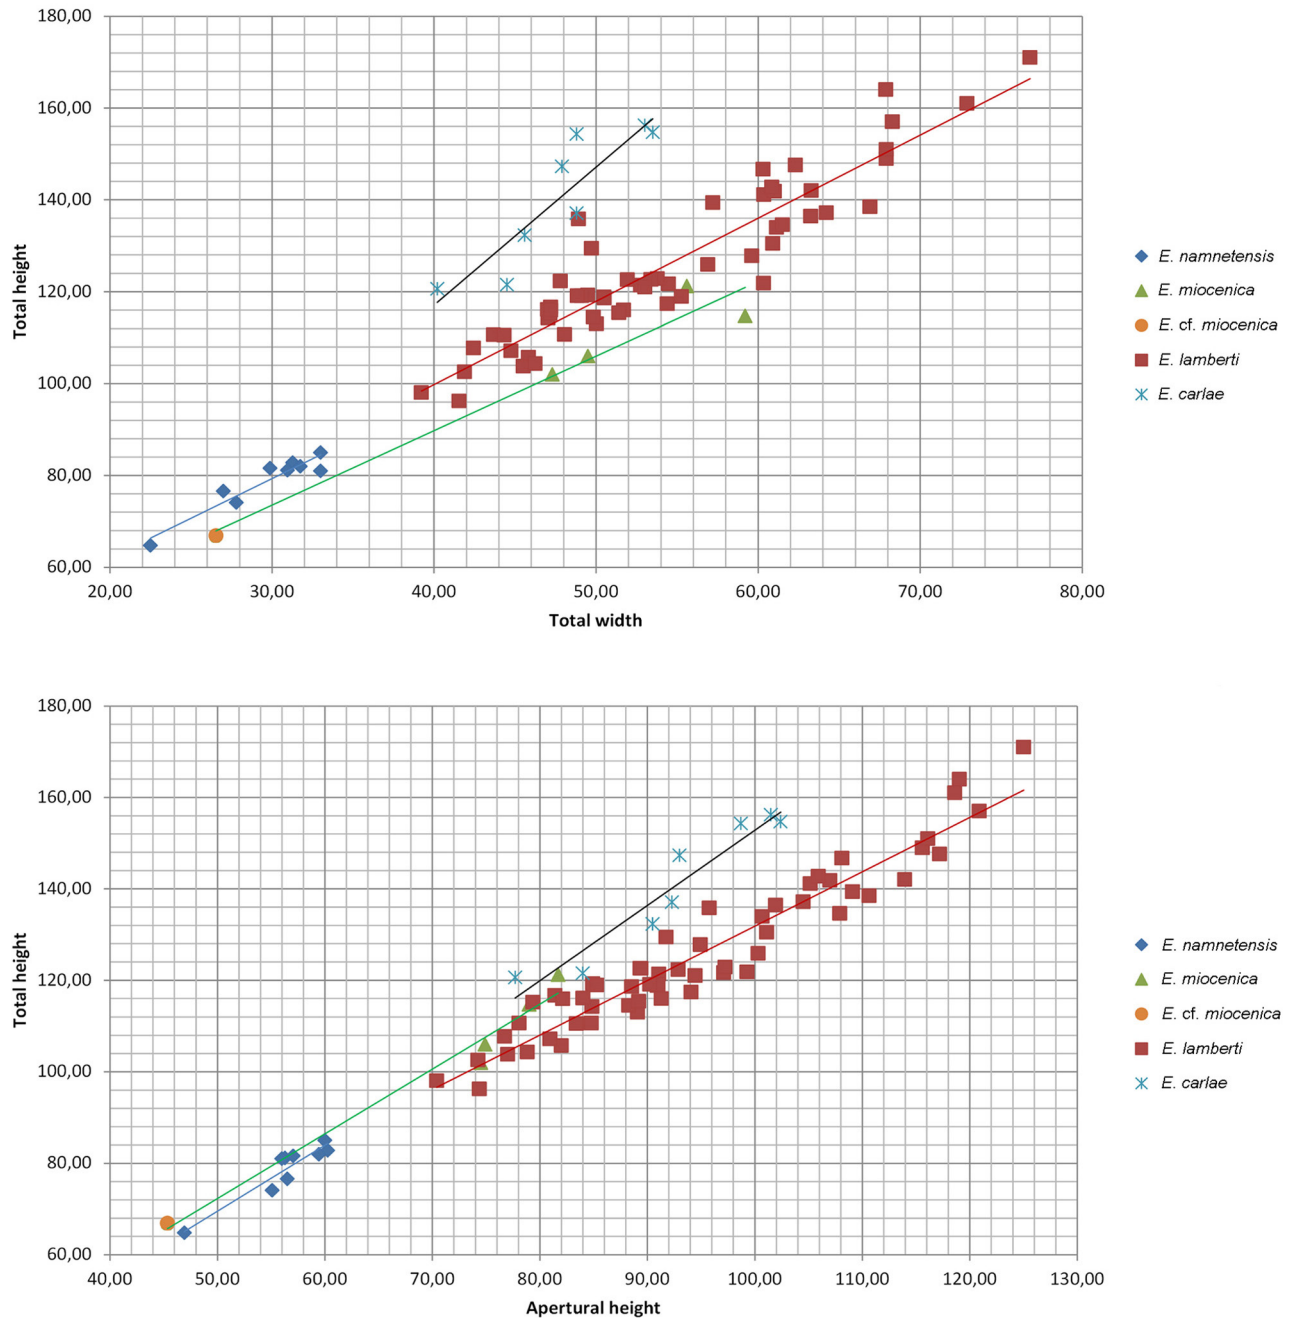 180,00
160,00
140,00
120,00
100,00
80,00
60,00
Total height
20,00 30,00 40,00 50,00 60,00 70,00 80,00
Total width
E. namnetensis
E. miocenica
E. cf. miocenica
E. lamberti
E. carlae
180,00
160,00
140,00
120,00
100,00
80,00
60,00
Total height
40,00 50,00 60,00 70,00 80,00 90,00 100,00 110,00 120,00 130,00
Apertural height
E. namnetensis
E. miocenica
E. cf. miocenica
E. lamberti
E. carlae